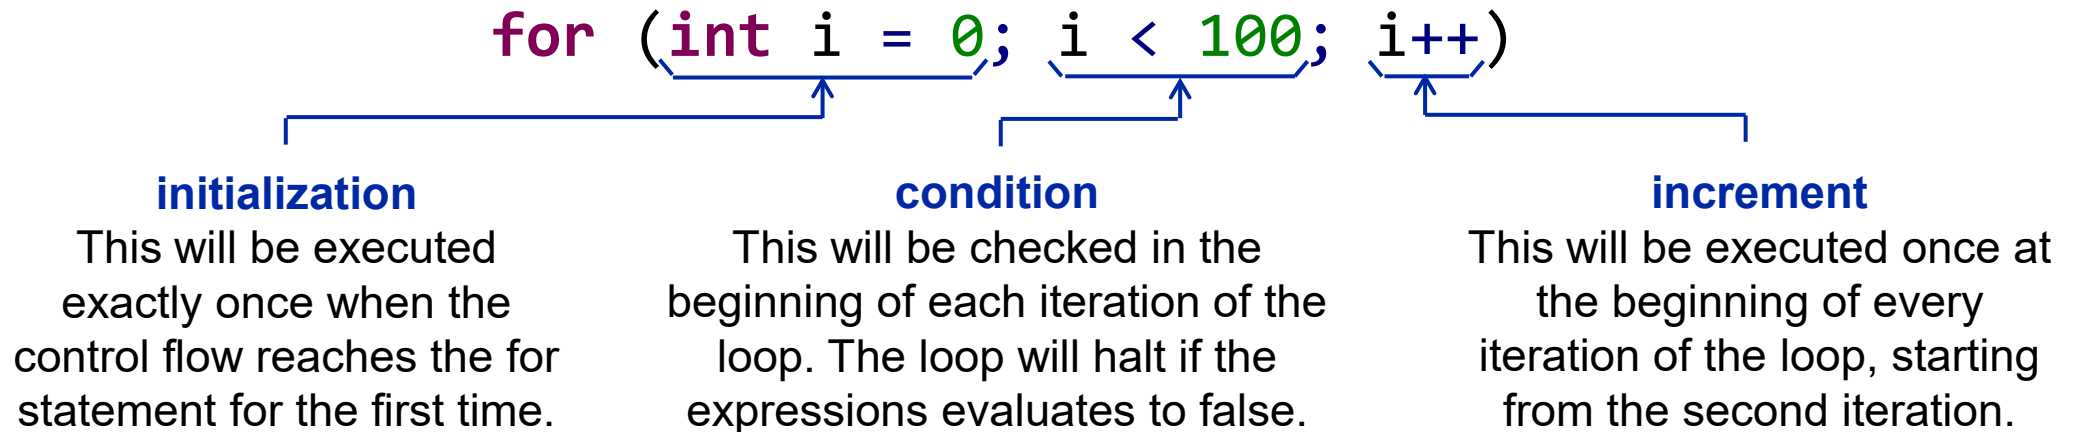 for (int i = 0; i < 100; i++)
initialization
This will be executed
exactly once when the
control flow reaches the for
statement for the first time.
condition
This will be checked in the
beginning of each iteration of the
loop. The loop will halt if the
expressions evaluates to false.
increment
This will be executed once at
the beginning of every
iteration of the loop, starting
from the second iteration.